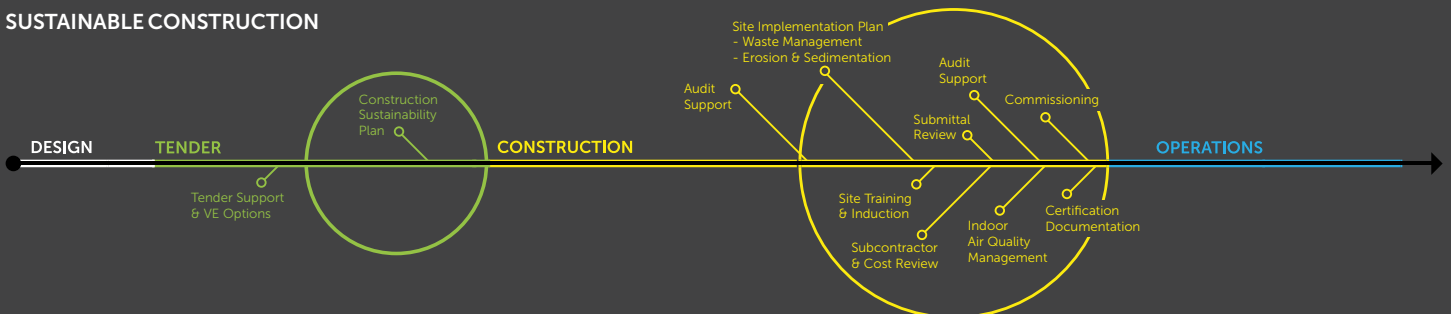 SUSTAINABLE CONSTRUCTION
DESIGN
TENDER
Tender Support
& VE Options
Construction
Sustainability
Plan
CONSTRUCTION
Audit
Support
Site Implementation Plan
- Waste Management
- Erosion & Sedimentation
Site Training
& Induction
Submittal
Review
Subcontractor
& Cost Review
Audit
Support
Indoor
Air Quality
Management
Commissioning
Certification
Documentation
OPERATIONS